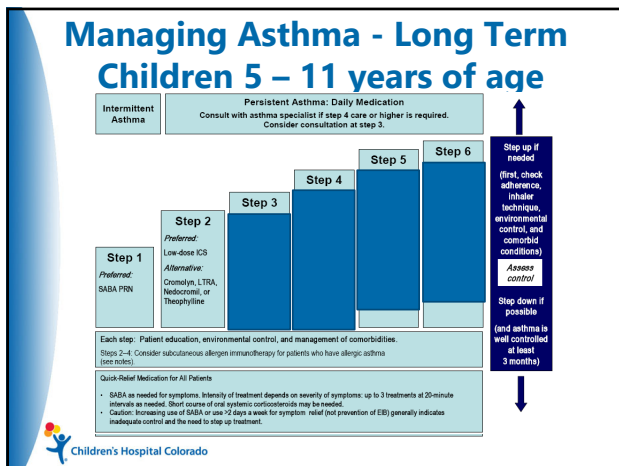 Managing Asthma - Long Term
Children 5 – 11 years of age
Intermittent
Asthma
Persistent Asthma: Daily Medication
Consult with asthma specialist if step 4 care or higher is required.
Consider consultation at step 3.
Step 1
Preferred:
SABA PRN
Step 2
Preferred:
Low-dose ICS
Alternative:
Cromolyn, LTRA,
Nedocromil, or
Theophylline
Step 3
Step 4
Step 5
Step 6
Step up if
needed
(first, check
adherence,
inhaler
technique,
environmental
control, and
comorbid
conditions)
Assess
control
Step down if
possible
(and asthma is
well controlled
at least
3 months)
Each step: Patient education, environmental control, and management of comorbidities.
Steps 2–4: Consider subcutaneous allergen immunotherapy for patients who have allergic asthma
(see notes).
Quick-Relief Medication for All Patients
• SABA as needed for symptoms. Intensity of treatment depends on severity of symptoms: up to 3 treatments at 20-minute
intervals as needed. Short course of oral systemic corticosteroids may be needed.
• Caution: Increasing use of SABA or use >2 days a week for symptom relief (not prevention of EIB) generally indicates
inadequate control and the need to step up treatment.
Children's Hospital Colorado